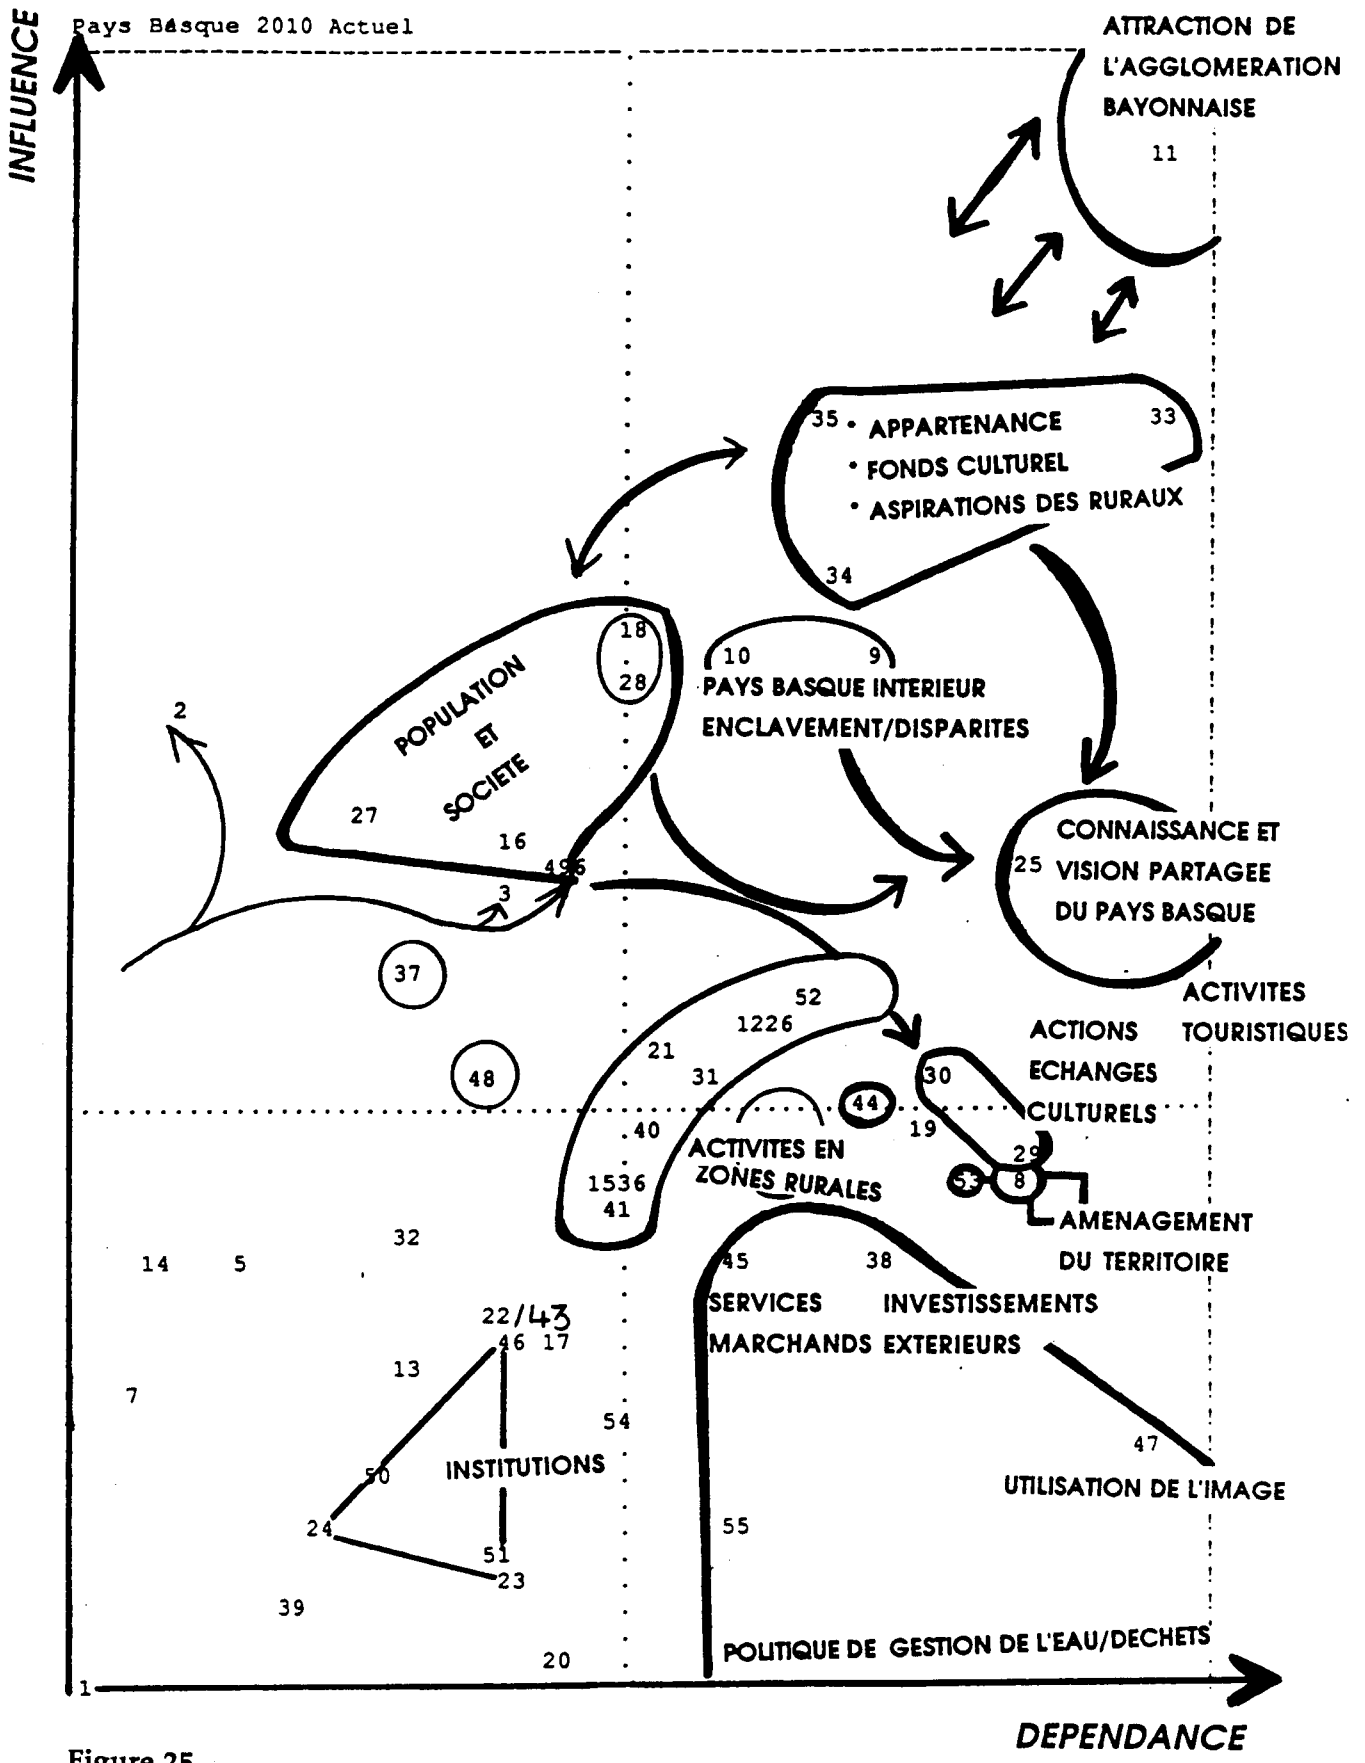 Pays Basque 2010 Actuel
INFLUENCE
ATTRACTION DE
L'AGGLOMERATION
BAYONNAISE
11
35
33
• APPARTENANCE
• FONDS CULTUREL
• ASPIRATIONS DES RURAUX
34
18
28
10
9
PAYS BASQUE INTERIEUR
ENCLAVEMENT/DISPARITES
POPULATION
ET
SOCIETE
2
27
16
496
3
CONNAISSANCE ET
25 VISION PARTAGEE
DU PAYS BASQUE
37
48
52
1226
21
31
ACTIVITES
TOURISTIQUES
ACTIONS
ECHANGES
CULTURELS
30
44
19
40
29
ACTIVITES EN
ZONES RURALES
53
8
1536
41
AMENAGEMENT
DU TERRITOIRE
32
14
5
45
38
SERVICES INVESTISSEMENTS
MARCHANDS EXTERIEURS
22/43
46 17
13
7
54
47
INSTITUTIONS
50
UTILISATION DE L'IMAGE
24
55
51
23
39
20
POLITIQUE DE GESTION DE L'EAU/DECHETS
1
DEPENDANCE
Figure 25